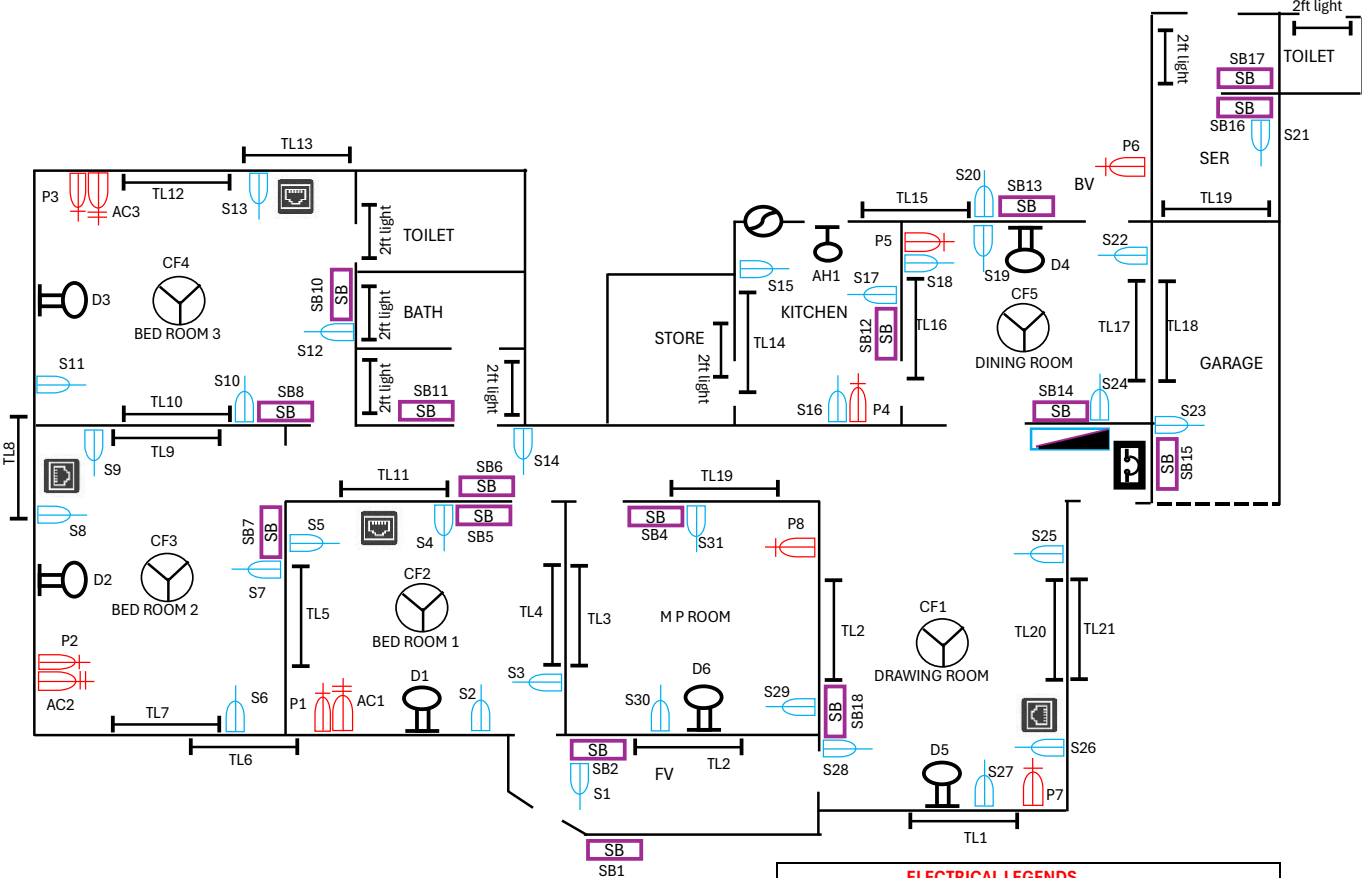 2ft light
2ft light
SB17
SB
TOILET
SB
SB16
S21
TL13
P6
SER
P3
TL12
S13
AC3
S20
SB13
SB
BV
TL15
TL19
2ft light
TOILET
P5
S22
AH1
S19
D4
S15
S18
CF4
SB10
SB
S17
CF5
D3
2ft light
BATH
KITCHEN
BED ROOM 3
STORE
SB12
SB
TL16
TL17
TL18
S12
TL14
DINING ROOM
GARAGE
S11
2ft light
2ft light
2ft light
S10
SB8
SB
SB11
SB
SB14
SB
S24
TL10
S16
P4
S23
TL8
TL9
S9
S14
SB
SB15
SB6
SB
TL11
TL19
S8
SB7
SB
S5
S4
SB
SB5
SB
SB4
S31
P8
S25
CF3
S7
CF2
D2
BED ROOM 2
TL5
TL4
TL3
M P ROOM
CF1
TL2
TL20
TL21
BED ROOM 1
P2
S3
D1
D6
DRAWING ROOM
AC2
S6
P1
AC1
S2
S30
S29
SB
SB18
TL7
TL6
SB
SB2
FV
TL2
S28
D5
S26
S1
S27
P7
TL1
SB
SB1
ELECTRICAL LEGENDS